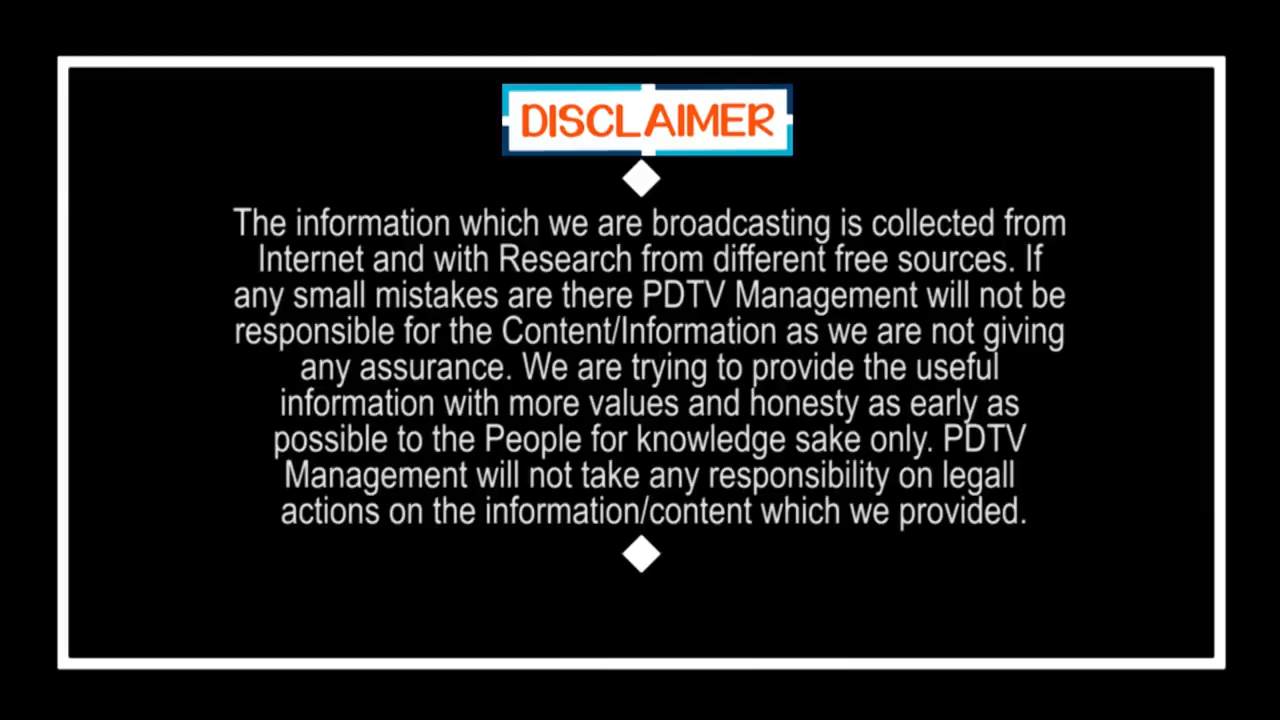 DISCLAIMER
The information which we are broadcasting is collected from
Internet and with Research from different free sources. If
any small mistakes are there PDTV Management will not be
responsible for the Content/Information as we are not giving
any assurance. We are trying to provide the useful
information with more values and honesty as early as
possible to the People for knowledge sake only. PDTV
Management will not take any responsibility on legall
actions on the information/content which we provided.